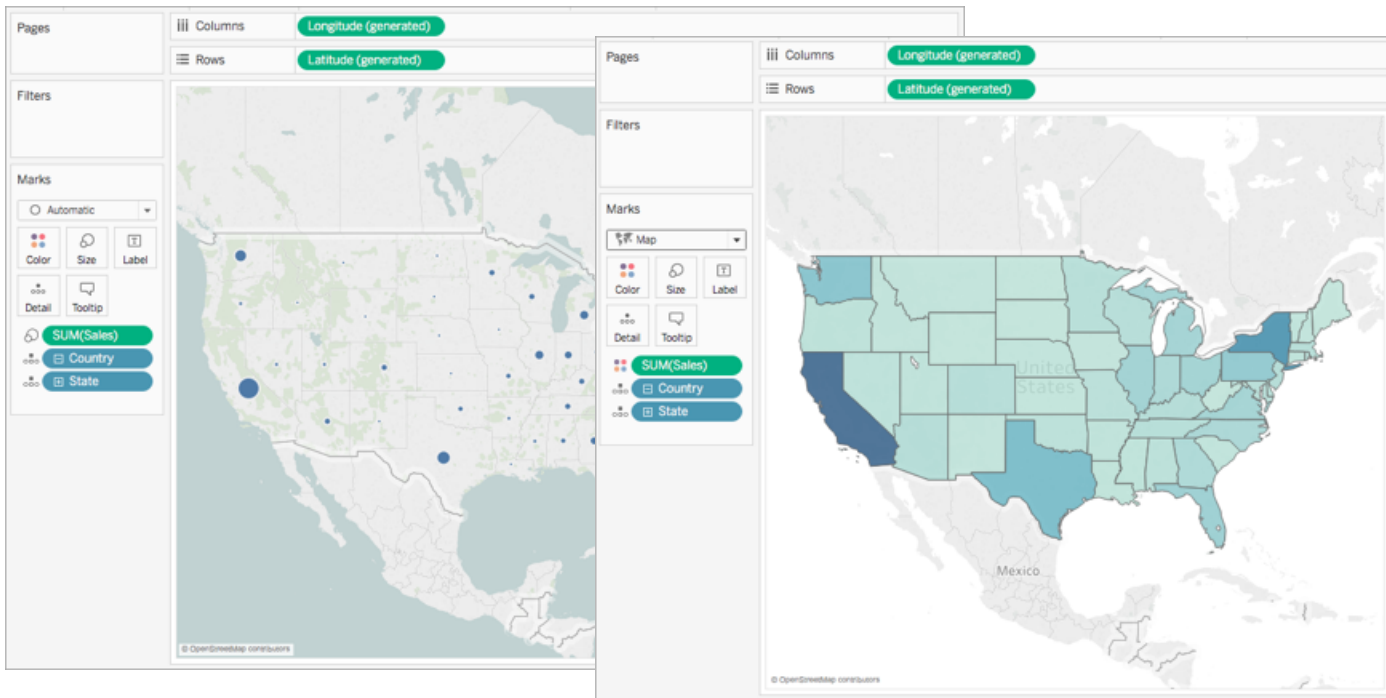 Pages
Columns
Longitude (generated)
Rows
Latitude (generated)
Filters
Marks
Automatic
Color
Size
Label
Detail
Tooltip
SUM(Sales)
Country
State
© OpenStreetMap contributors
Pages
Columns
Longitude (generated)
Rows
Latitude (generated)
Filters
Marks
Map
Color
Size
Label
Detail
Tooltip
SUM(Sales)
Country
State
United
States
Mexico
© OpenStreetMap contributors